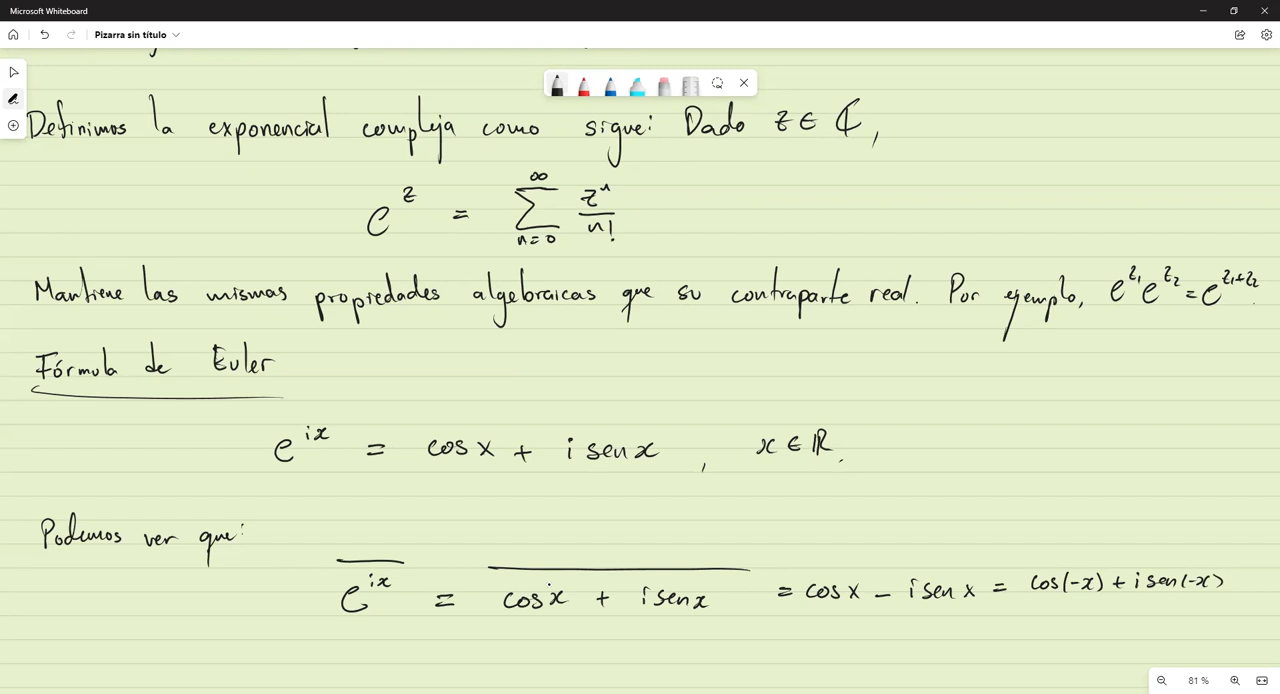 Microsoft Whiteboard
Pizarra sin título
Definimos la exponencial compleja como sigue: Dado z ∈ ℂ,
e^z = ∑_{n=0}^{∞} z^n / n!
Mantiene las mismas propiedades algebraicas que su contraparte real. Por ejemplo, e^{z₁} e^{z₂} = e^{z₁+z₂}.
Fórmula de Euler
e^{ix} = cos x + i sen x , x ∈ ℝ.
Podemos ver que:
\overline{e^{ix}} = \overline{cos x + i sen x} = cos x − i sen x = cos(−x) + i sen(−x)
81 %